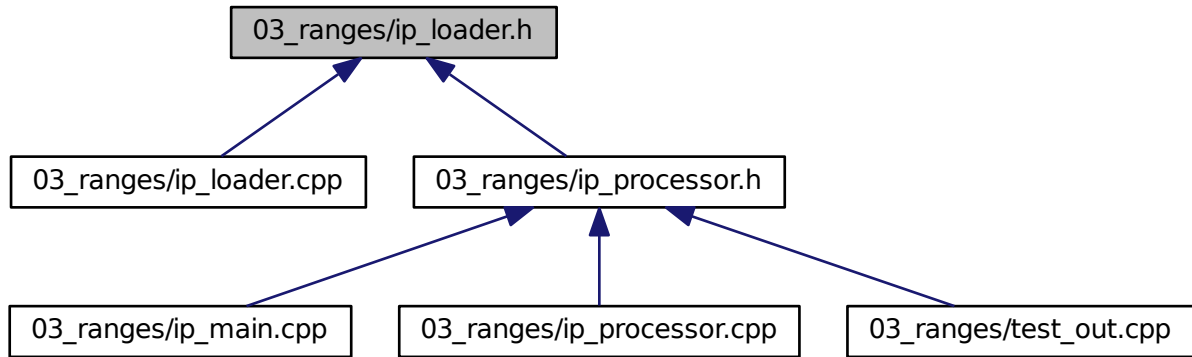 03_ranges/ip_loader.h
03_ranges/ip_loader.cpp
03_ranges/ip_processor.h
03_ranges/ip_main.cpp
03_ranges/ip_processor.cpp
03_ranges/test_out.cpp